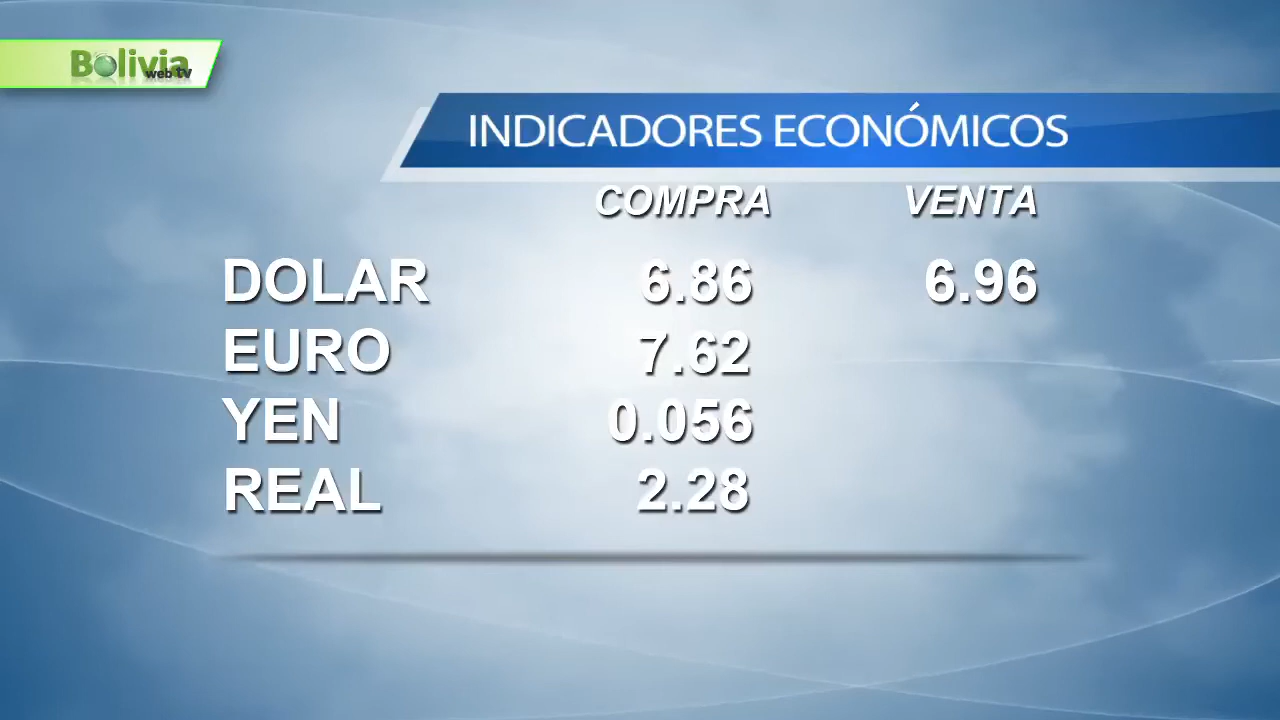 Bolivia
web tv
INDICADORES ECONÓMICOS
COMPRA VENTA
DOLAR 6.86 6.96
EURO 7.62
YEN 0.056
REAL 2.28